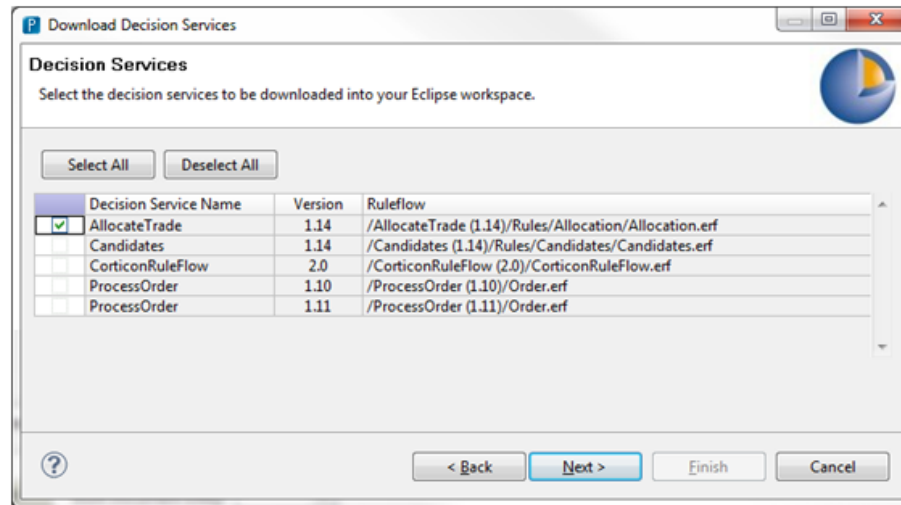 Download Decision Services
Decision Services
Select the decision services to be downloaded into your Eclipse workspace.
Select All Deselect All
Decision Service Name Version Ruleflow
AllocateTrade 1.14 /AllocateTrade (1.14)/Rules/Allocation/Allocation.erf
Candidates 1.14 /Candidates (1.14)/Rules/Candidates/Candidates.erf
CorticonRuleFlow 2.0 /CorticonRuleFlow (2.0)/CorticonRuleFlow.erf
ProcessOrder 1.10 /ProcessOrder (1.10)/Order.erf
ProcessOrder 1.11 /ProcessOrder (1.11)/Order.erf
? < Back Next > Finish Cancel